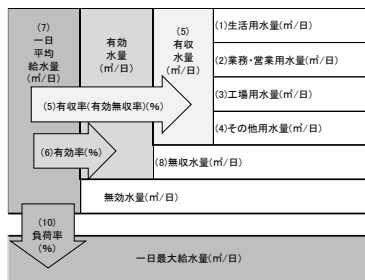 (7)
一日
平均
給水量
(㎥/日)
有効
水量
(㎥/日)
(5)
有収
水量
(㎥/日)
(1)生活用水量(㎥/日)
(2)業務・営業用水量(㎥/日)
(3)工場用水量(㎥/日)
(4)その他用水量(㎥/日)
(5)有収率(有効無収率)(%)
(6)有効率(%)
(8)無収水量(㎥/日)
無効水量(㎥/日)
(10)
負荷率
(%)
一日最大給水量(㎥/日)